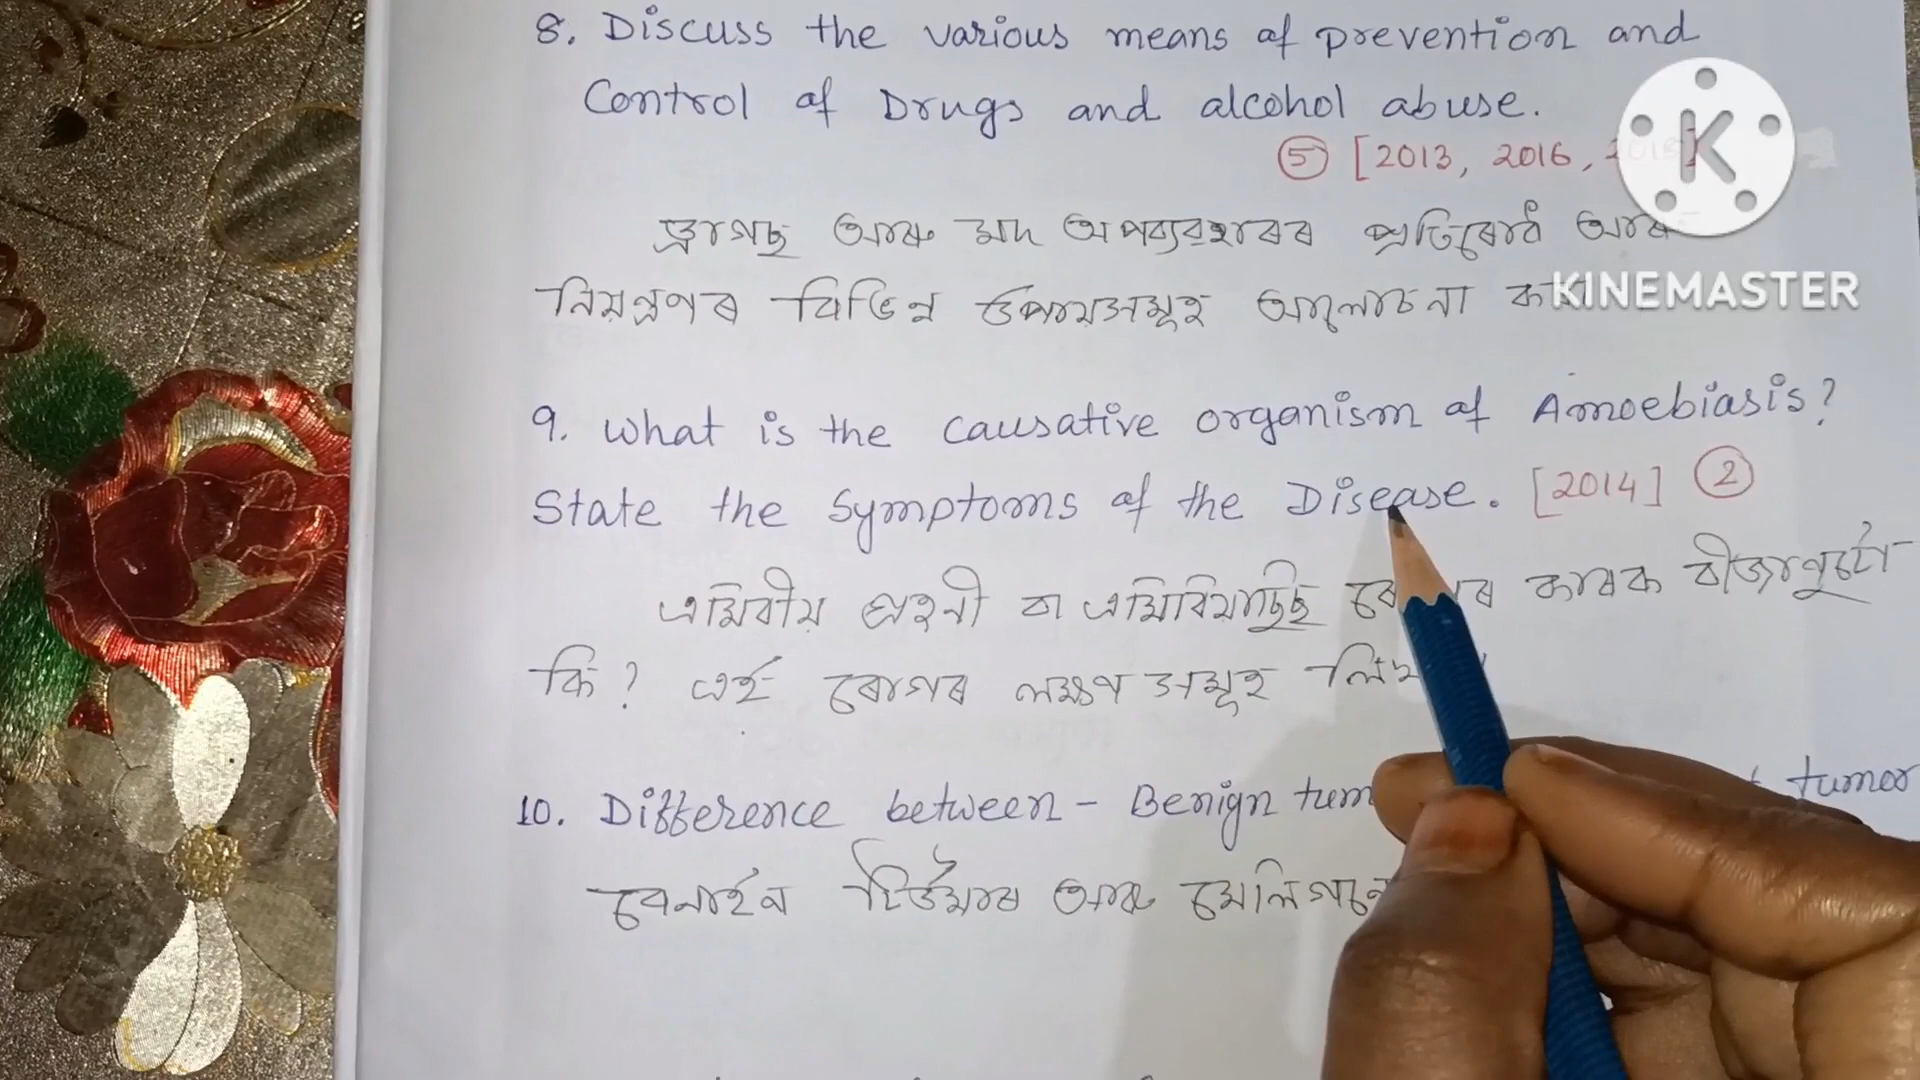 8. Discuss the various means of prevention and
Control of Drugs and alcohol abuse.
⑤ [2013, 2016,
ড্ৰাগছ আৰু মদ অপব্যৱহাৰৰ প্ৰতিৰোধ আৰু
নিয়ন্ত্ৰণৰ বিভিন্ন উপায়সমূহ আলোচনা
KINEMASTER
9. What is the causative organism of Amoebiasis?
State the Symptoms of the Disease. [2014] ②
এমিবীয় গ্ৰহনী বা এমিবিয়াচিছ কাৰক বীজাণুটো
কি? এই ৰোগৰ লক্ষণ সমূহ
10. Difference between - Benign tumor
বেনাইন টিউমাৰ আৰু